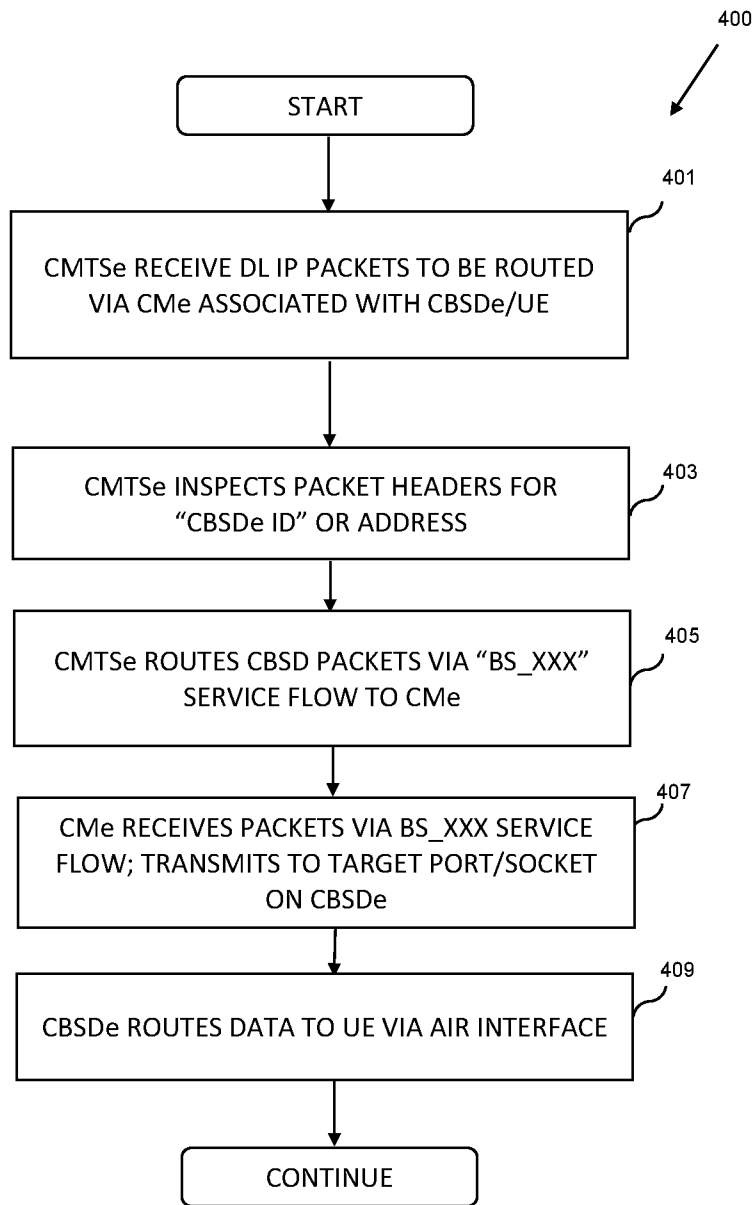 400
START
401
CMTSe RECEIVE DL IP PACKETS TO BE ROUTED
VIA CMe ASSOCIATED WITH CBSDe/UE
403
CMTSe INSPECTS PACKET HEADERS FOR
“CBSDe ID” OR ADDRESS
405
CMTSe ROUTES CBSD PACKETS VIA “BS_XXX”
SERVICE FLOW TO CMe
407
CMe RECEIVES PACKETS VIA BS_XXX SERVICE
FLOW; TRANSMITS TO TARGET PORT/SOCKET
ON CBSDe
409
CBSDe ROUTES DATA TO UE VIA AIR INTERFACE
CONTINUE